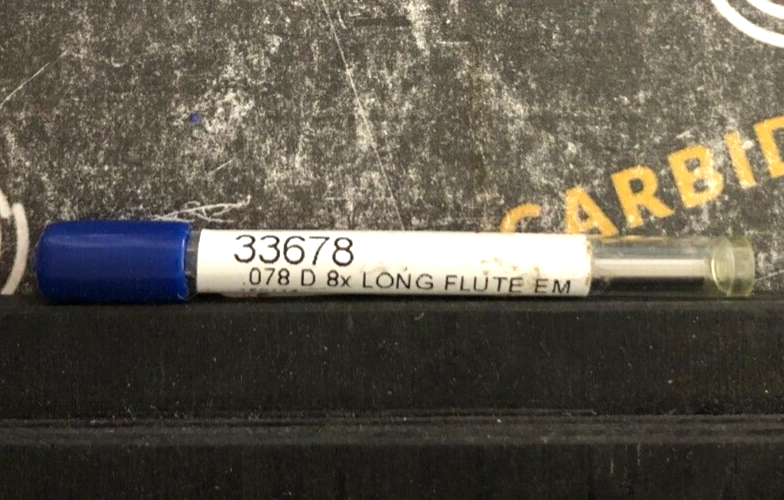 CARBID
33678
078 D 8x LONG FLUTE EM